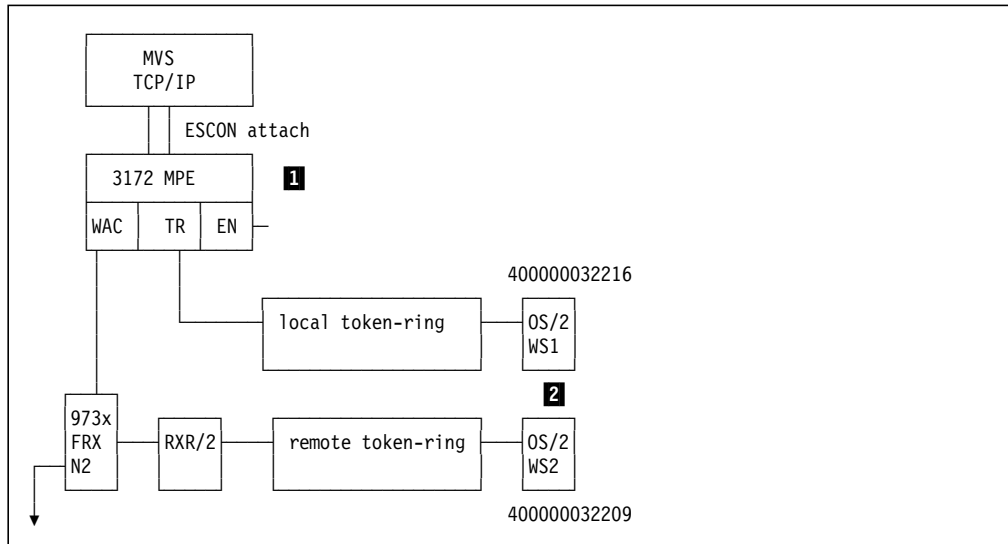 MVS
TCP/IP
ESCON attach
3172 MPE
1
WAC TR EN
400000032216
local token-ring
OS/2
WS1
2
973x
FRX
N2
RXR/2
remote token-ring
OS/2
WS2
400000032209